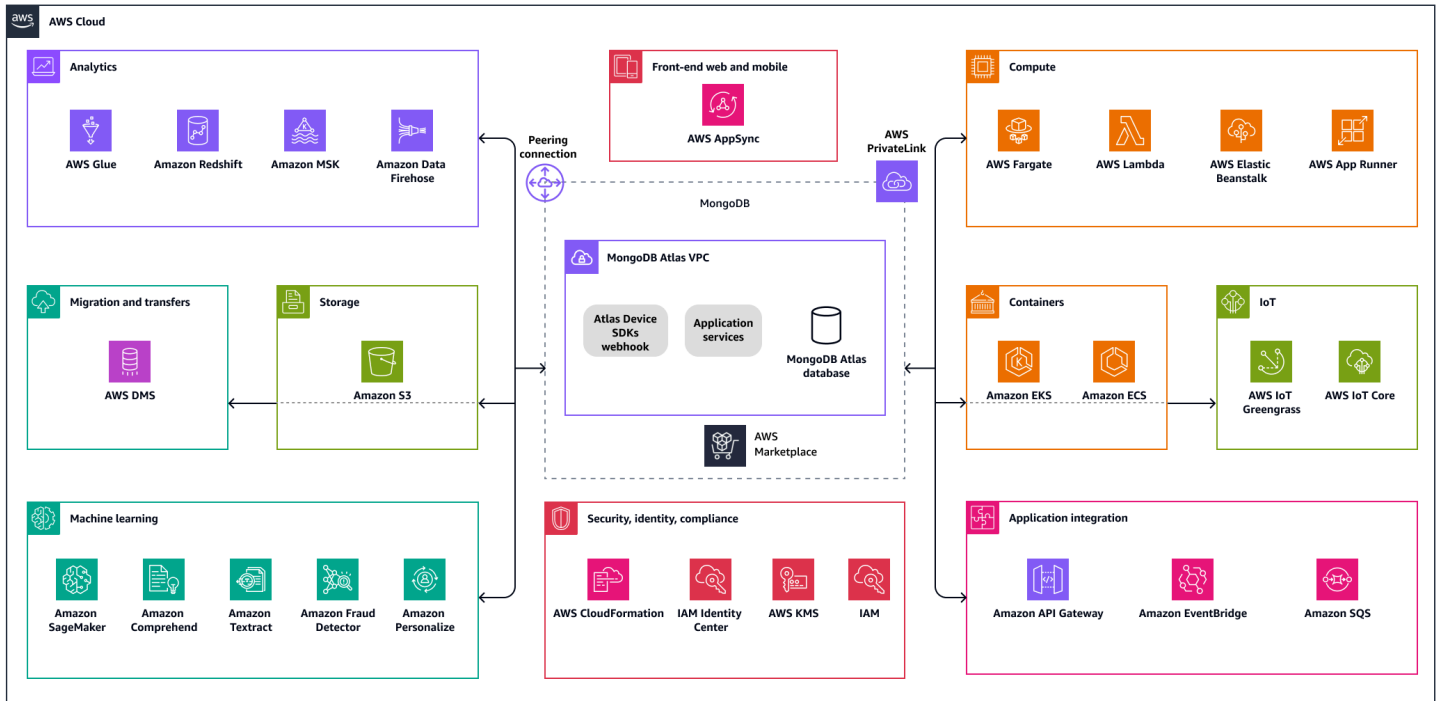 aws
AWS Cloud
Analytics
AWS Glue
Amazon Redshift
Amazon MSK
Amazon Data
Firehose
Peering
connection
Front-end web and mobile
AWS AppSync
AWS
PrivateLink
Compute
AWS Fargate
AWS Lambda
AWS Elastic
Beanstalk
AWS App Runner
MongoDB
MongoDB Atlas VPC
Atlas Device
SDKs
webhook
Application
services
MongoDB Atlas
database
AWS
Marketplace
Migration and transfers
AWS DMS
Storage
Amazon S3
Containers
K
Amazon EKS
Amazon ECS
IoT
AWS IoT
Greengrass
AWS IoT Core
Machine learning
Amazon
SageMaker
Amazon
Comprehend
Amazon
Textract
Amazon Fraud
Detector
Amazon
Personalize
Security, identity, compliance
AWS CloudFormation
IAM Identity
Center
AWS KMS
IAM
Application integration
Amazon API Gateway
Amazon EventBridge
Amazon SQS